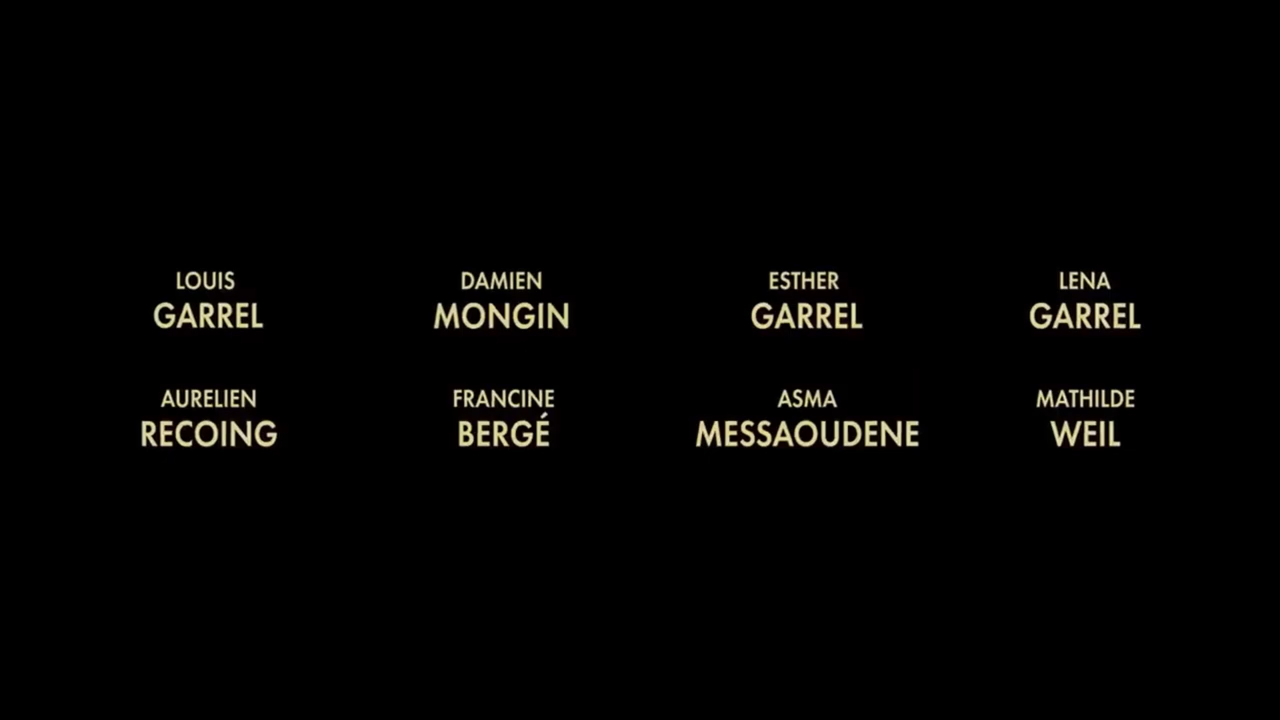 LOUIS GARREL
DAMIEN MONGIN
ESTHER GARREL
LENA GARREL
AURELIEN RECOING
FRANCINE BERGÉ
ASMA MESSAOUDENE
MATHILDE WEIL